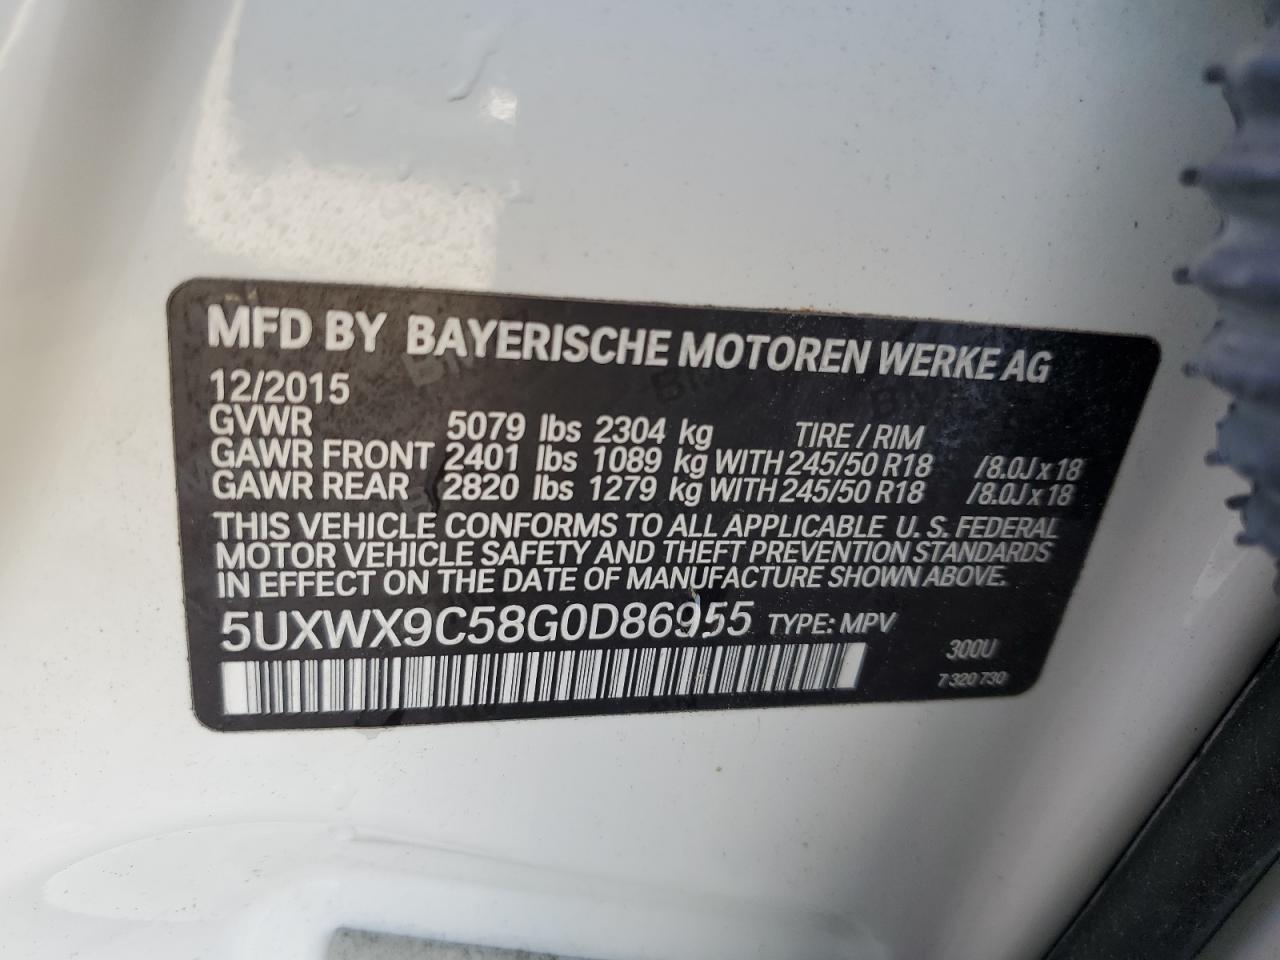 MFD BY BAYERISCHE MOTOREN WERKE AG
12/2015
GVWR 5079 lbs 2304 kg TIRE / RIM
GAWR FRONT 2401 lbs 1089 kg WITH 245/50 R18 /8.0J x 18
GAWR REAR 2820 lbs 1279 kg WITH 245/50 R18 /8.0J x 18
THIS VEHICLE CONFORMS TO ALL APPLICABLE U. S. FEDERAL
MOTOR VEHICLE SAFETY AND THEFT PREVENTION STANDARDS
IN EFFECT ON THE DATE OF MANUFACTURE SHOWN ABOVE.
5UXWX9C58G0D86955 TYPE: MPV
300U
7 320 730